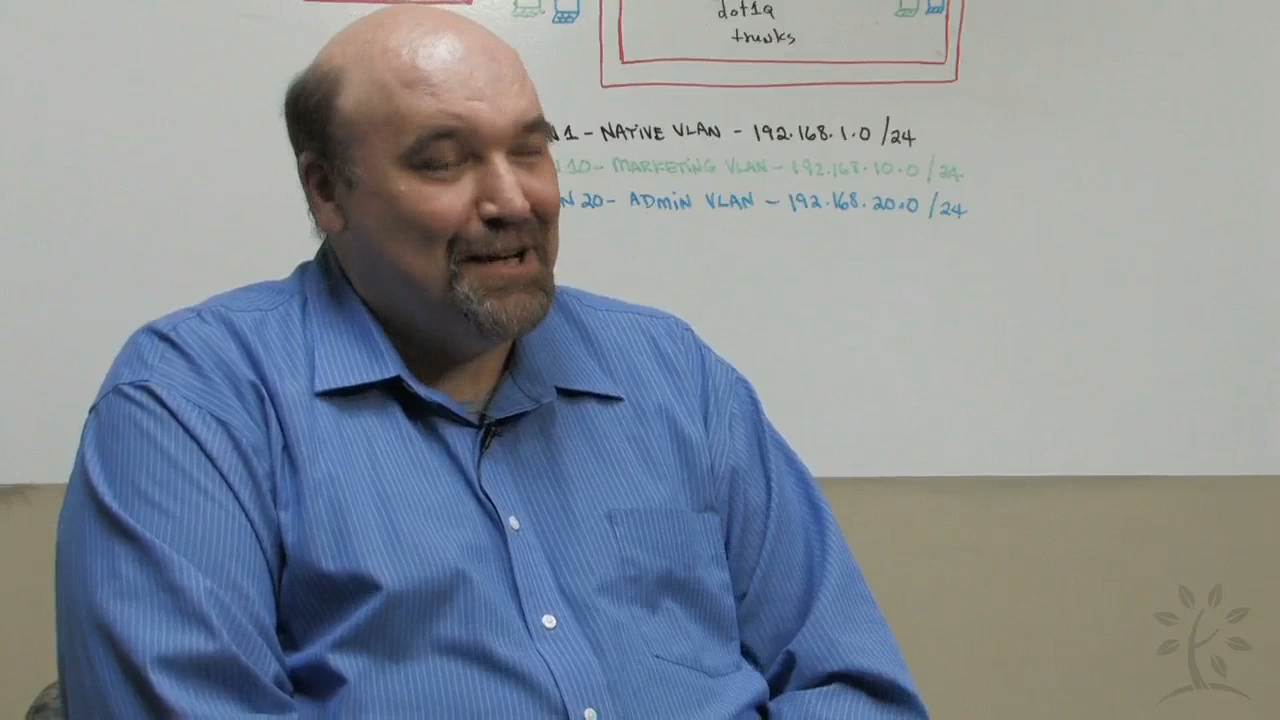 dot1q
trunks
N 1 - NATIVE VLAN - 192.168.1.0 /24
10 - MARKETING VLAN - 192.168.10.0 /24
N 20 - ADMIN VLAN - 192.168.20.0 /24